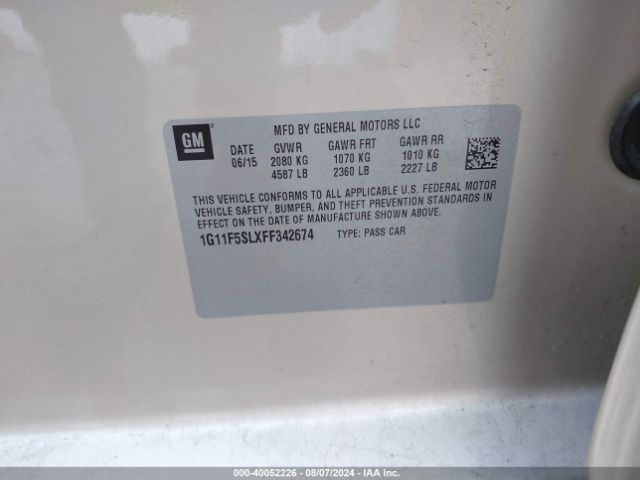 GM
MFD BY GENERAL MOTORS LLC
DATE GVWR GAWR FRT GAWR RR
06/15 2080 KG 1070 KG 1010 KG
4587 LB 2360 LB 2227 LB
THIS VEHICLE CONFORMS TO ALL APPLICABLE U.S. FEDERAL MOTOR
VEHICLE SAFETY, BUMPER, AND THEFT PREVENTION STANDARDS IN
EFFECT ON THE DATE OF MANUFACTURE SHOWN ABOVE.
1G11F5SLXFF342674 TYPE: PASS CAR
000-40052226 - 08/07/2024 - IAA Inc.